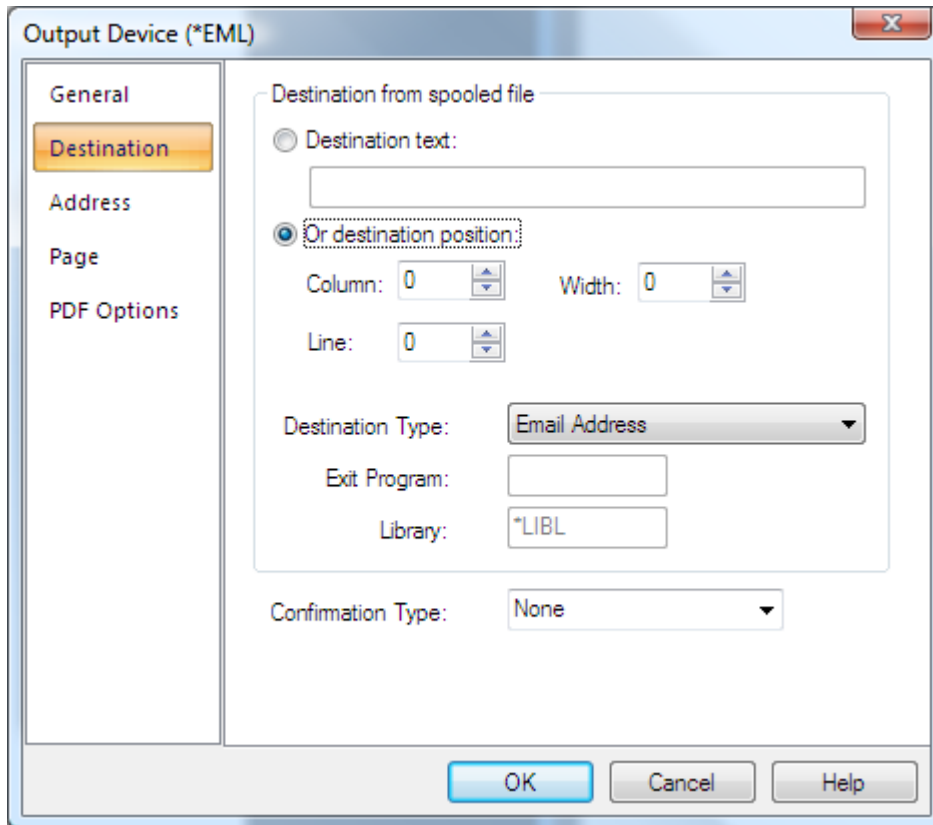 Output Device (*EML)
General
Destination
Address
Page
PDF Options
Destination from spooled file
Destination text:
Or destination position:
Column: 0 Width: 0
Line: 0
Destination Type: Email Address
Exit Program:
Library: *LIBL
Confirmation Type: None
OK Cancel Help